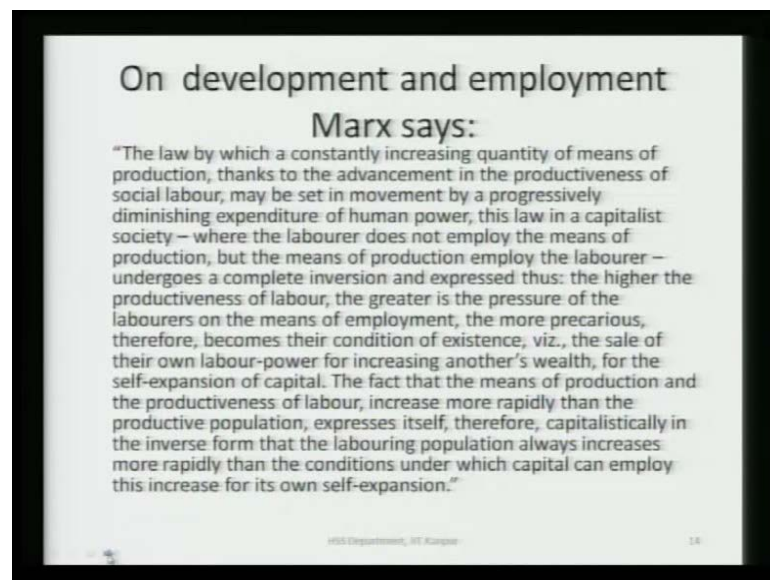 On development and employment
Marx says:
“The law by which a constantly increasing quantity of means of
production, thanks to the advancement in the productiveness of
social labour, may be set in movement by a progressively
diminishing expenditure of human power, this law in a capitalist
society – where the labourer does not employ the means of
production, but the means of production employ the labourer –
undergoes a complete inversion and expressed thus: the higher the
productiveness of labour, the greater is the pressure of the
labourers on the means of employment, the more precarious,
therefore, becomes their condition of existence, viz., the sale of
their own labour-power for increasing another’s wealth, for the
self-expansion of capital. The fact that the means of production and
the productiveness of labour, increase more rapidly than the
productive population, expresses itself, therefore, capitalistically in
the inverse form that the labouring population always increases
more rapidly than the conditions under which capital can employ
this increase for its own self-expansion.”
HSS Department, IIT Kanpur 14